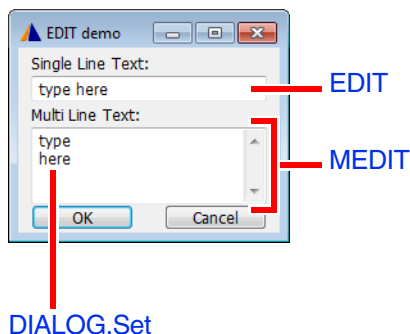 EDIT demo
Single Line Text:
type here
EDIT
Multi Line Text:
type
here
MEDIT
OK
Cancel
DIALOG.Set